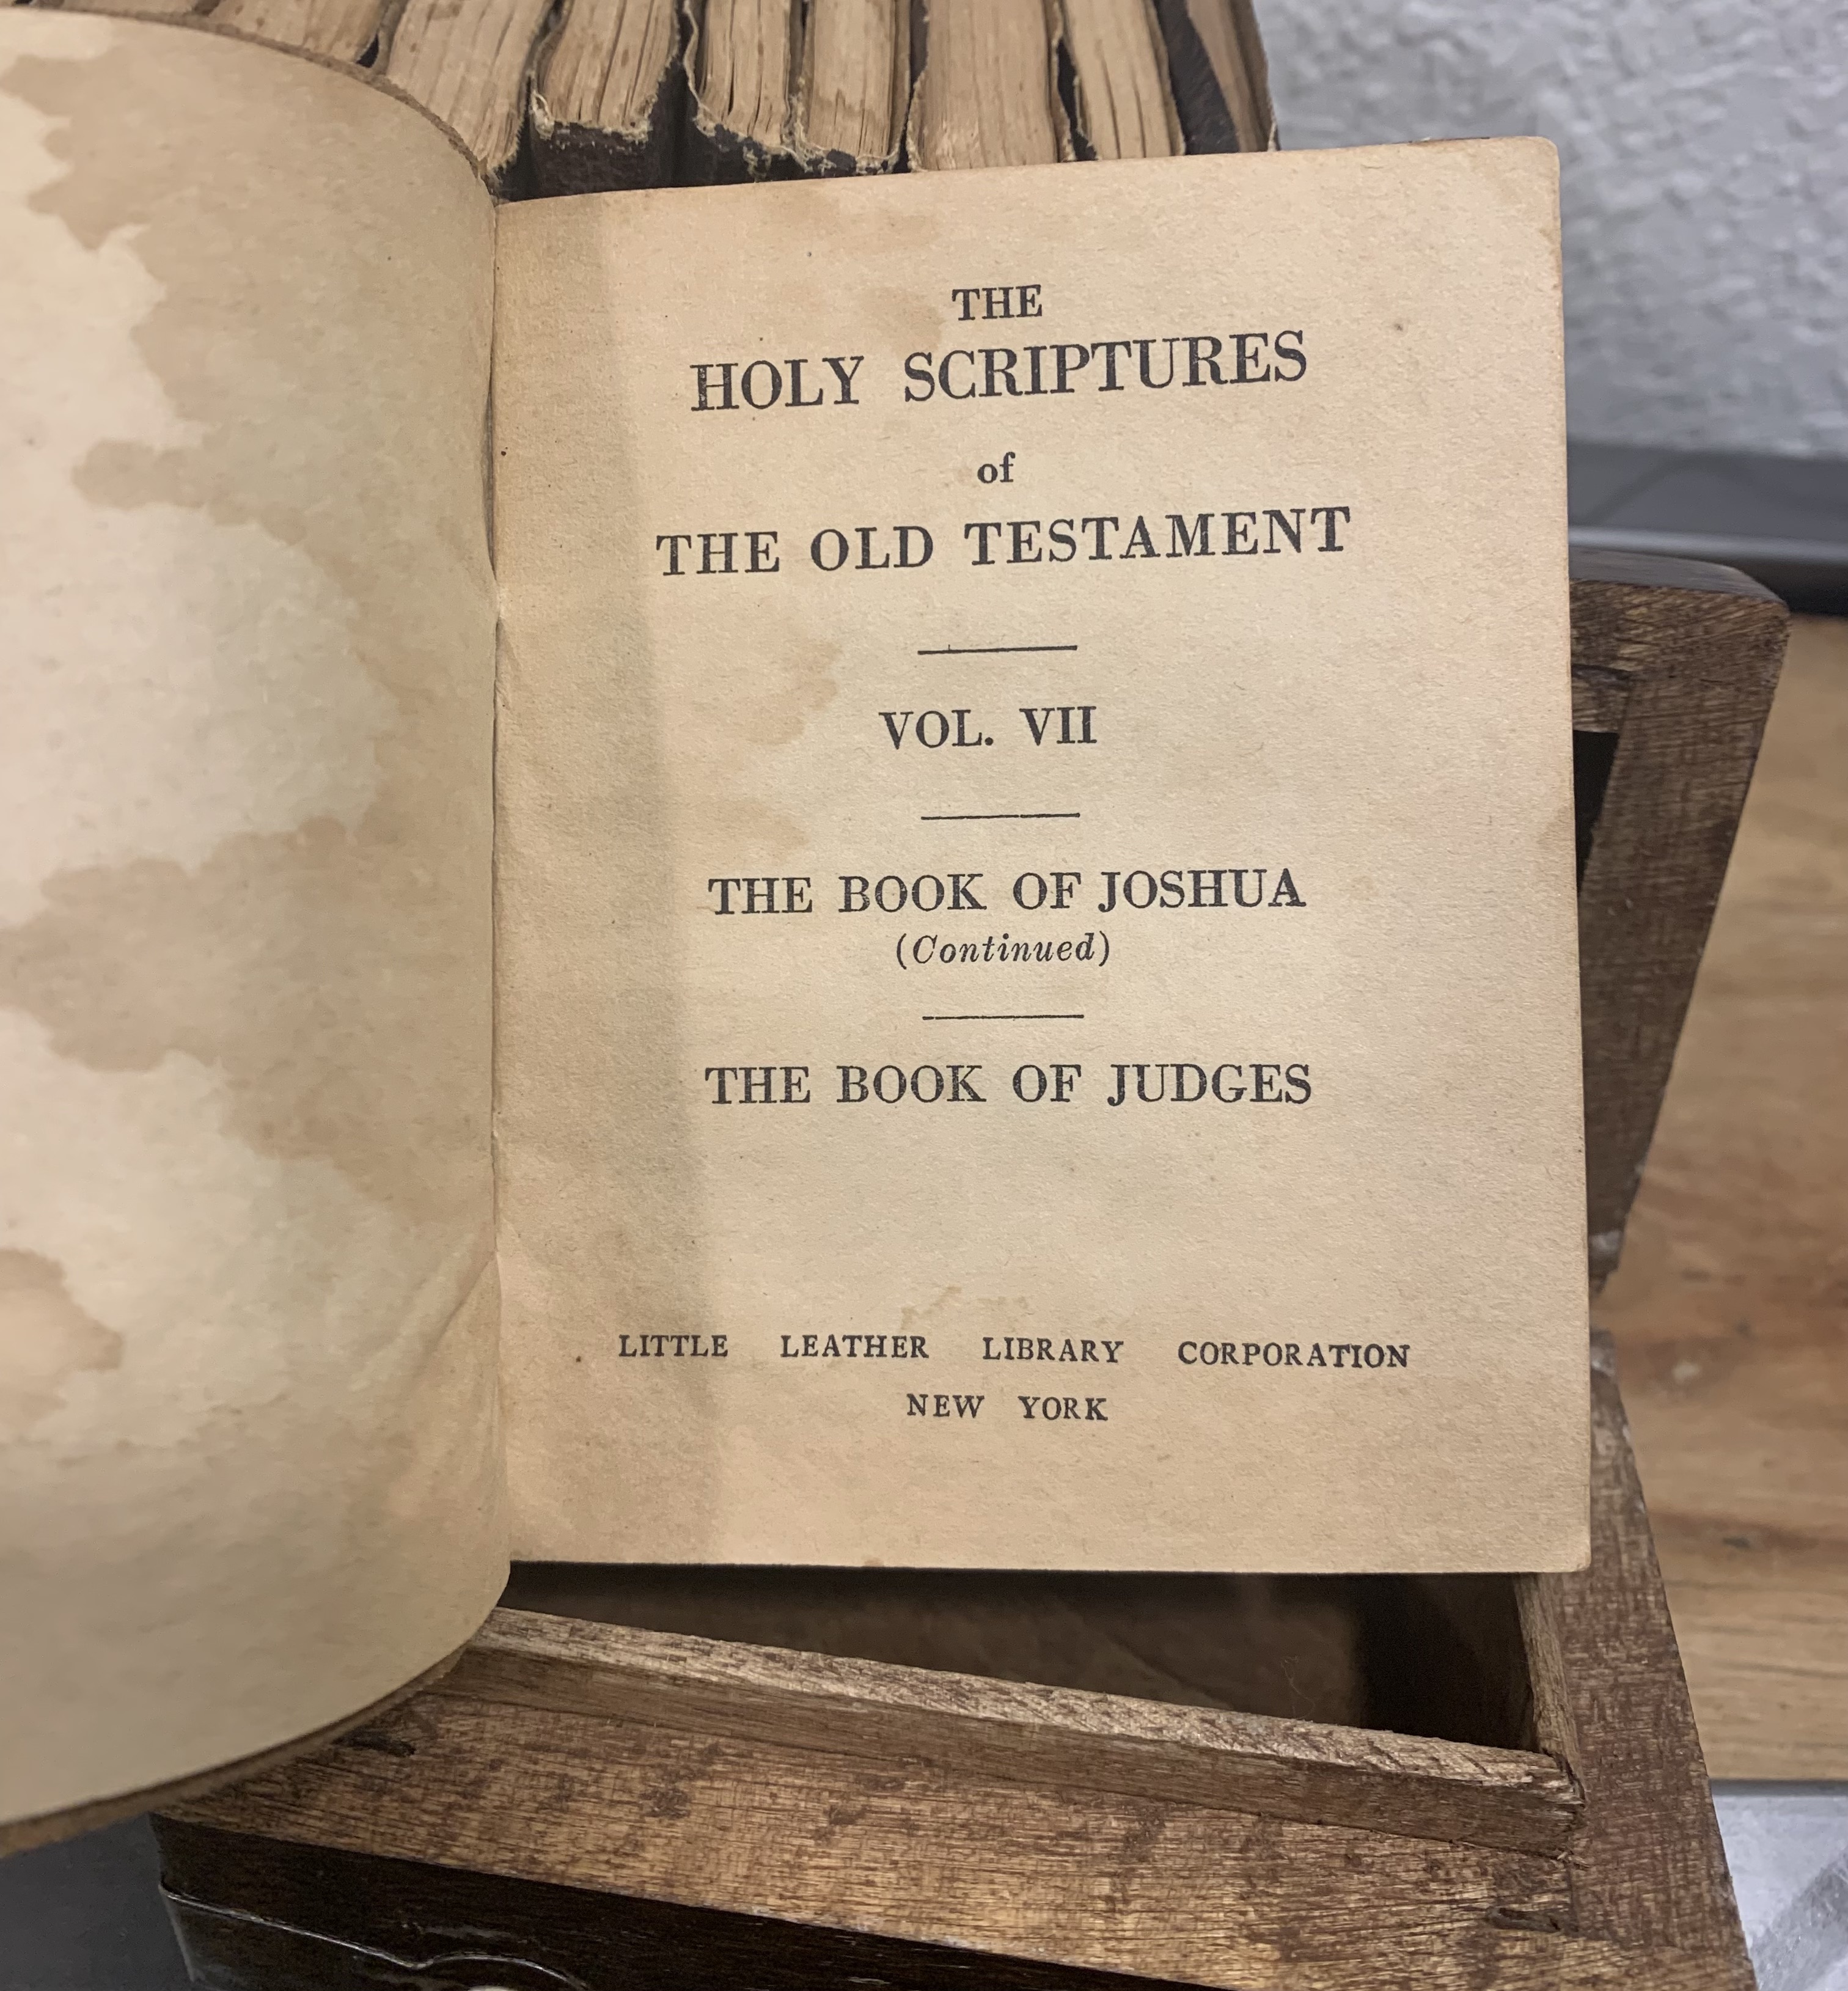 THE
HOLY SCRIPTURES
of
THE OLD TESTAMENT
VOL. VII
THE BOOK OF JOSHUA
(Continued)
THE BOOK OF JUDGES
LITTLE LEATHER LIBRARY CORPORATION
NEW YORK